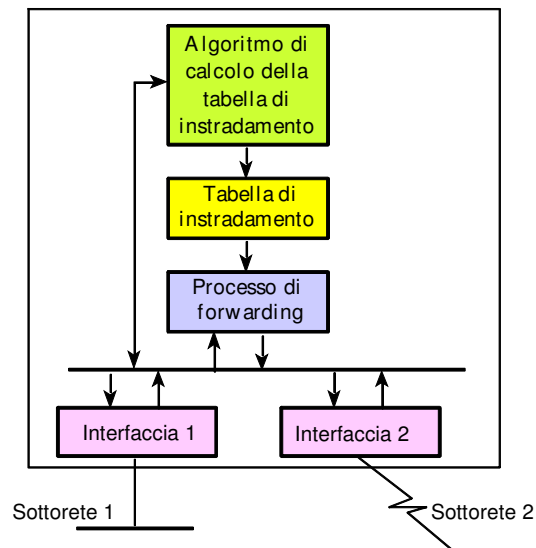 Algoritmo di
calcolo della
tabella di
instradamento
Tabella di
instradamento
Processo di
forwarding
Interfaccia 1
Interfaccia 2
Sottorete 1
Sottorete 2